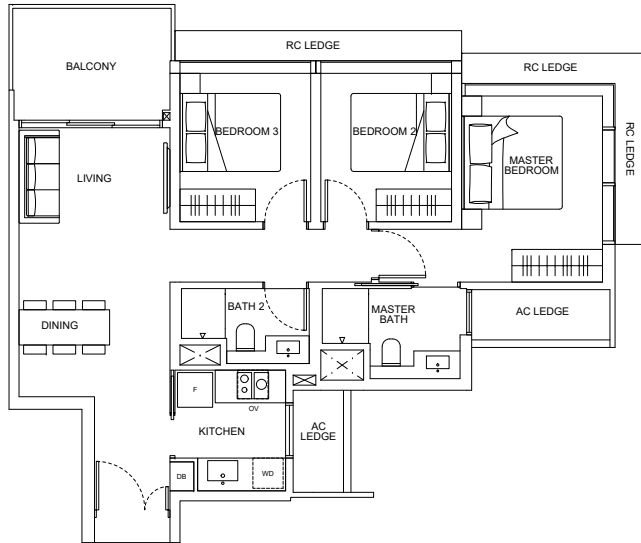 RC LEDGE
BALCONY
RC LEDGE
BEDROOM 3
BEDROOM 2
MASTER
BEDROOM
RC LEDGE
LIVING
BATH 2
MASTER
BATH
AC LEDGE
DINING
F
OV
KITCHEN
AC
LEDGE
DB
WD